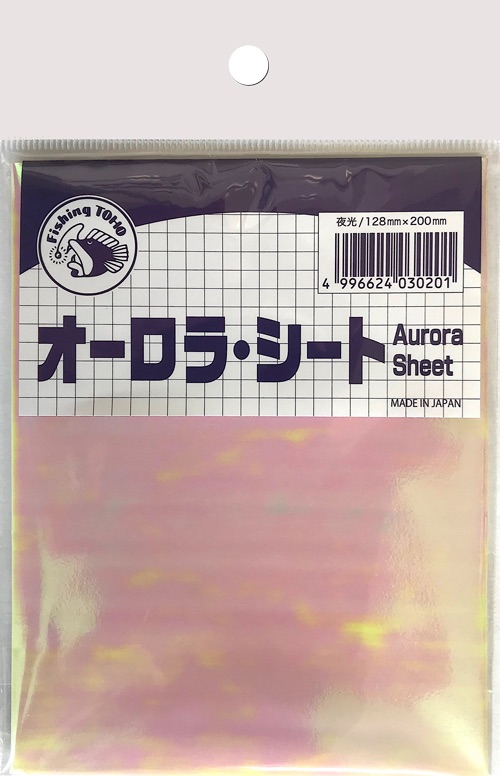 Fishing TOHO
夜光/128mm×200mm
4 996624 030201
オーロラ・シート
Aurora
Sheet
MADE IN JAPAN